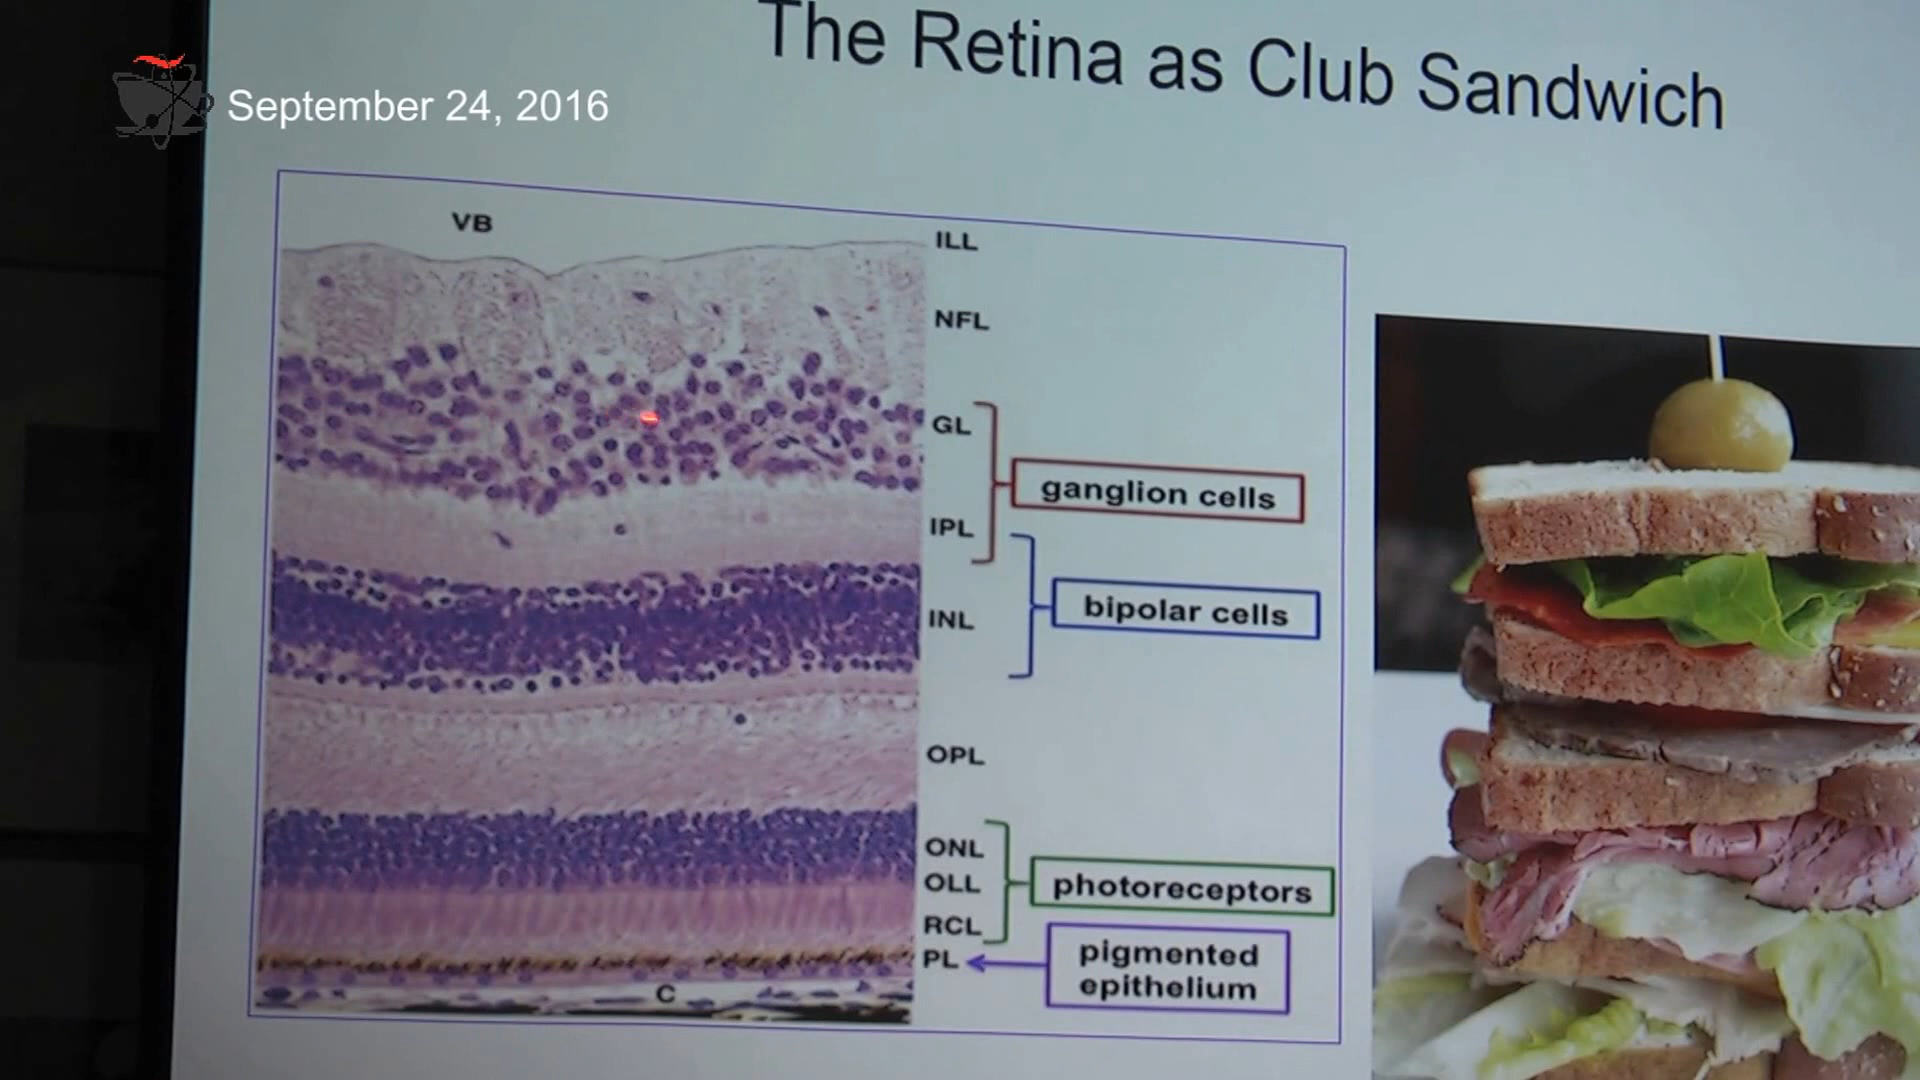 The Retina as Club Sandwich
September 24, 2016
VB
ILL
NFL
GL
ganglion cells
IPL
bipolar cells
INL
OPL
ONL
OLL
photoreceptors
RCL
PL
pigmented
epithelium
C